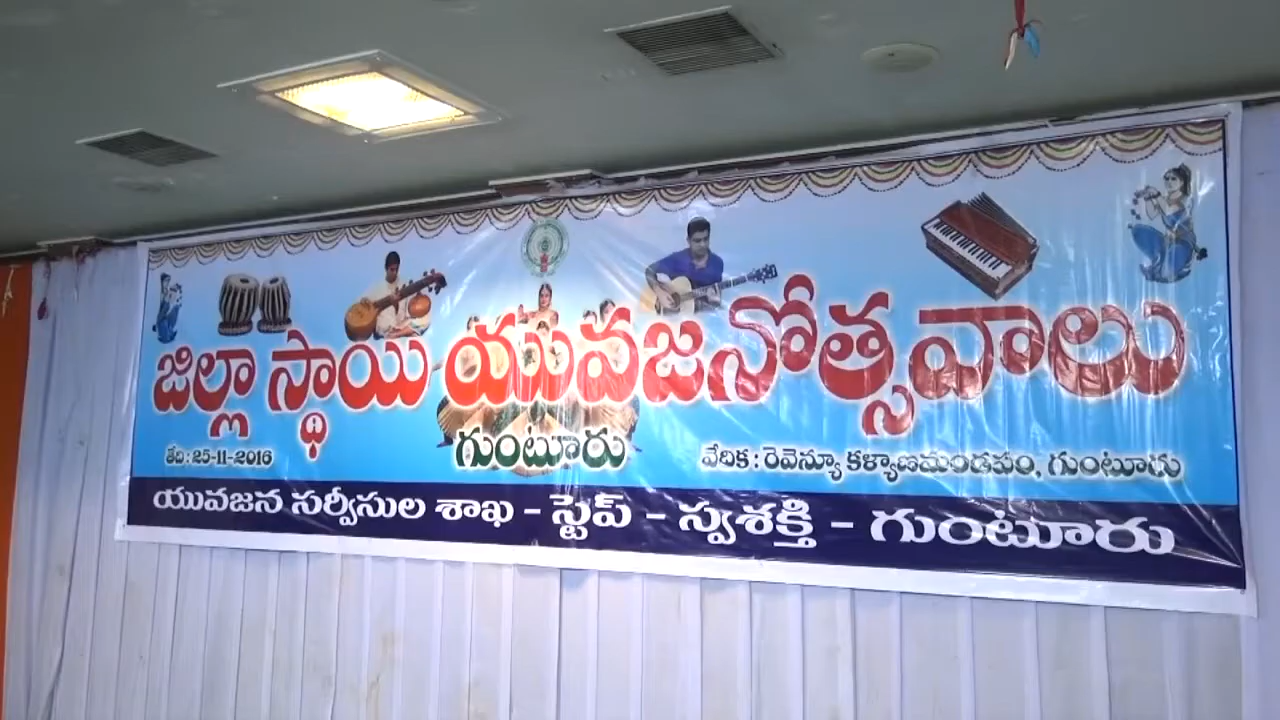 జిల్లా స్థాయి యువజనోత్సవాలు
గుంటూరు
తేది : 25-11-2016
వేదిక : రెవెన్యూ కళ్యాణమండపం, గుంటూరు
యువజన సర్వీసుల శాఖ - స్టెప్ - స్వశక్తి - గుంటూరు